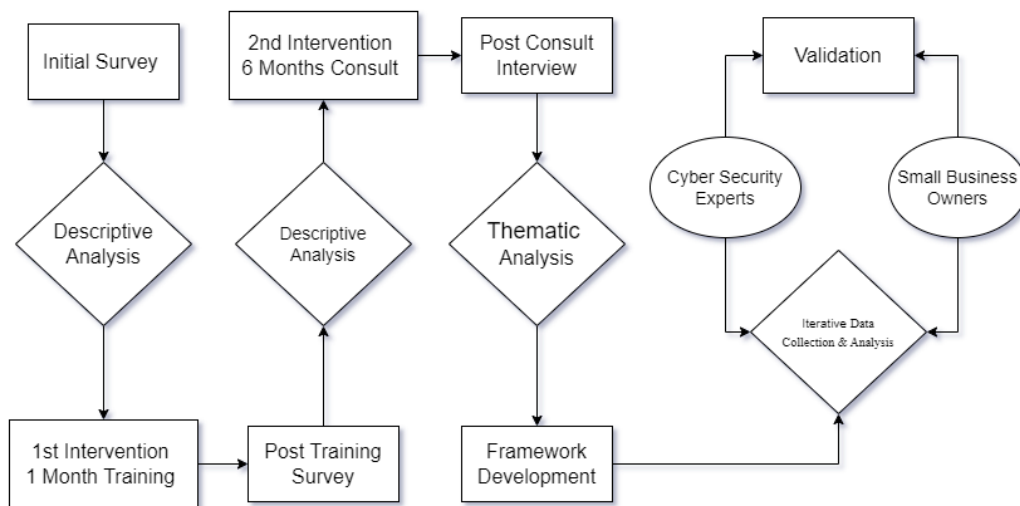 Initial Survey
Descriptive
Analysis
1st Intervention
1 Month Training
Post Training
Survey
Descriptive
Analysis
2nd Intervention
6 Months Consult
Post Consult
Interview
Thematic
Analysis
Framework
Development
Iterative Data
Collection & Analysis
Cyber Security
Experts
Small Business
Owners
Validation